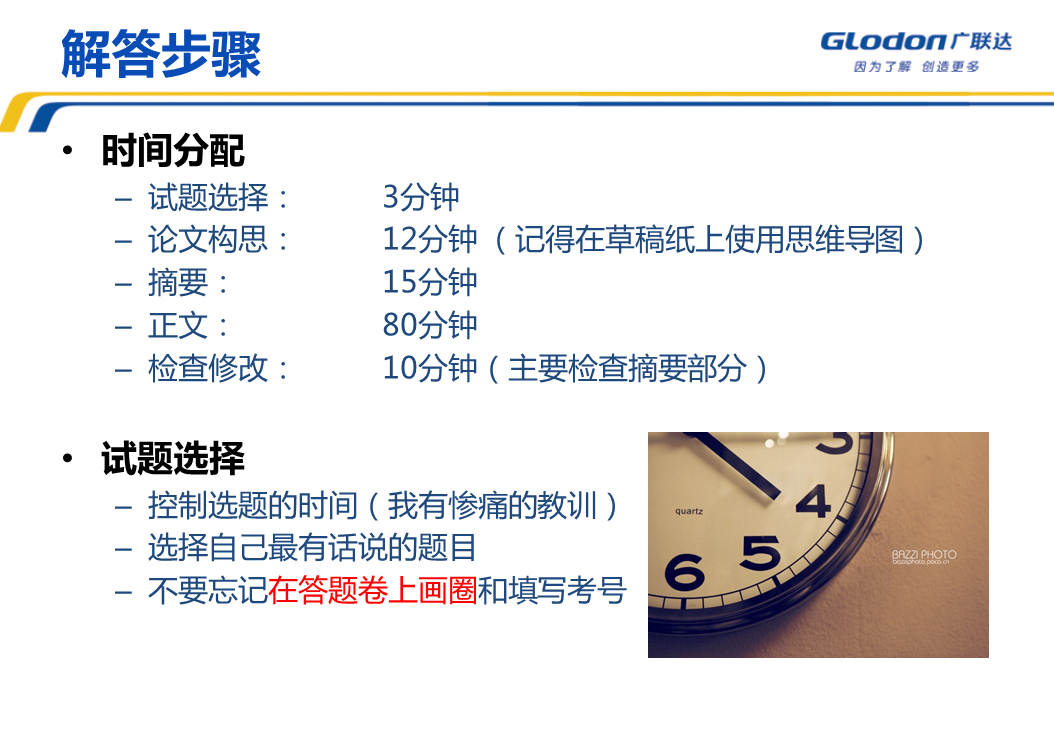 解答步骤
GLodon广联达
因为了解 创造更多
• 时间分配
– 试题选择： 3分钟
– 论文构思： 12分钟 （记得在草稿纸上使用思维导图）
– 摘要： 15分钟
– 正文： 80分钟
– 检查修改： 10分钟（主要检查摘要部分）
• 试题选择
– 控制选题的时间（我有惨痛的教训）
– 选择自己最有话说的题目
– 不要忘记在答题卷上画圈和填写考号
3
4
quartz
5
6
BAZZI PHOTO
bazziphoto.poco.cn